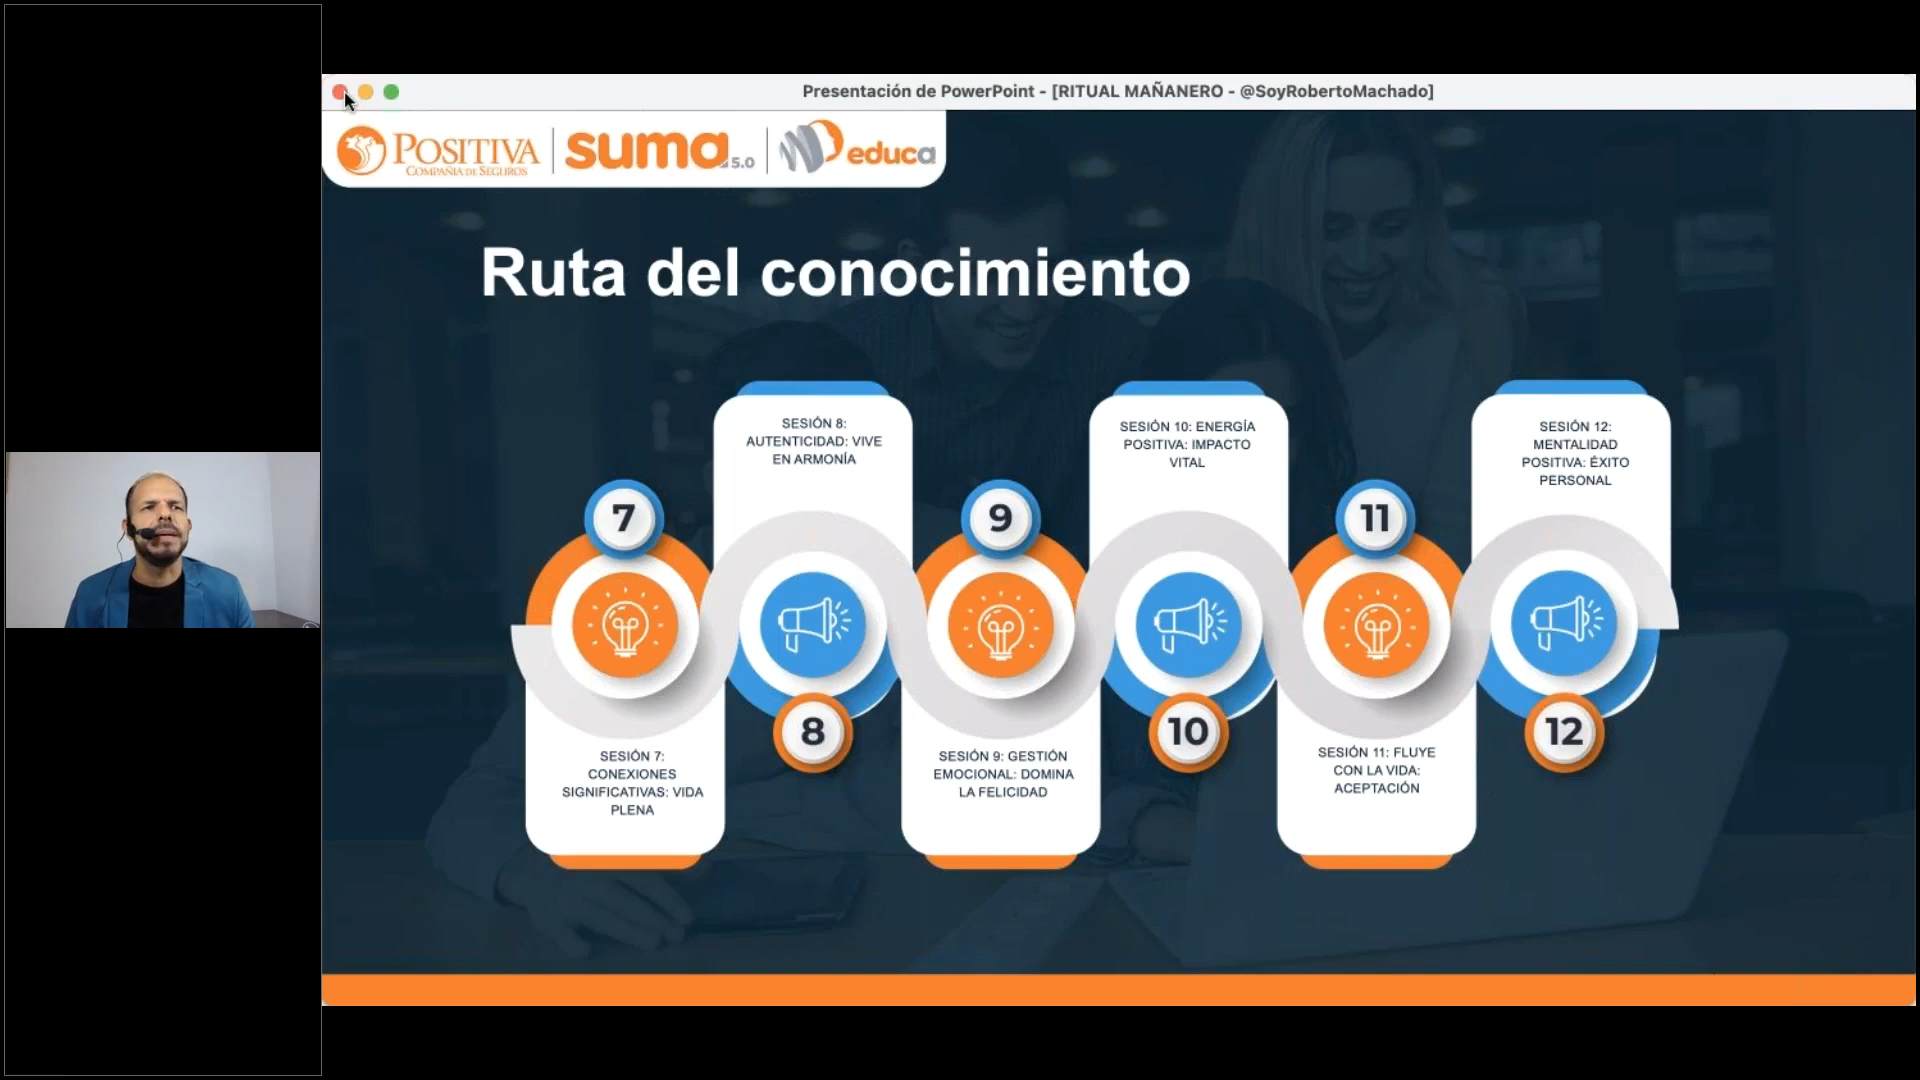 Presentación de PowerPoint - [RITUAL MAÑANERO - @SoyRobertoMachado]
POSITIVA
COMPAÑIA DE SEGUROS
suma 5.0
educa
Ruta del conocimiento
7
SESIÓN 7:
CONEXIONES
SIGNIFICATIVAS: VIDA
PLENA
SESIÓN 8:
AUTENTICIDAD: VIVE
EN ARMONÍA
8
9
SESIÓN 9: GESTIÓN
EMOCIONAL: DOMINA
LA FELICIDAD
SESIÓN 10: ENERGÍA
POSITIVA: IMPACTO
VITAL
10
11
SESIÓN 11: FLUYE
CON LA VIDA:
ACEPTACIÓN
SESIÓN 12:
MENTALIDAD
POSITIVA: ÉXITO
PERSONAL
12